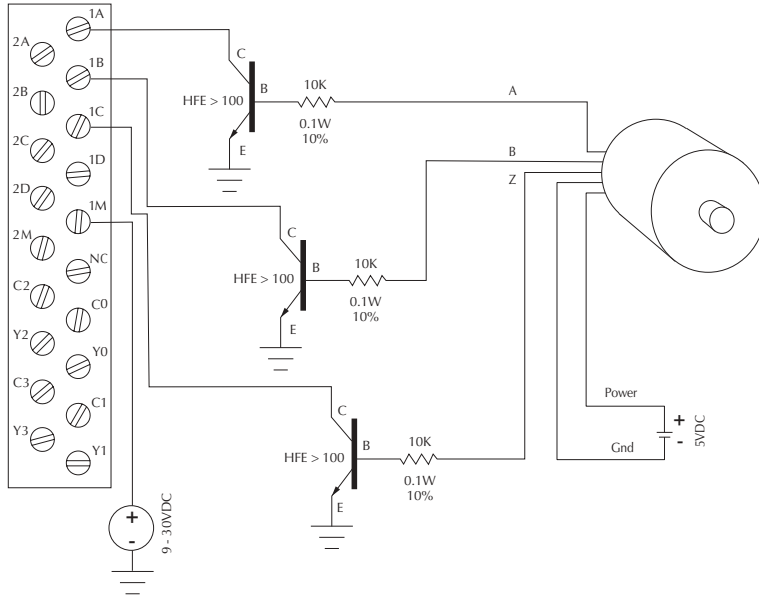 1A
2A
1B
2B
1C
2C
1D
2D
1M
2M
NC
C2
C0
Y2
Y0
C3
C1
Y3
Y1
C
B
HFE > 100
E
10K
0.1W
10%
A
C
B
HFE > 100
E
10K
0.1W
10%
B
Z
C
B
HFE > 100
E
10K
0.1W
10%
Power
Gnd
+
-
5VDC
+
-
9 - 30VDC